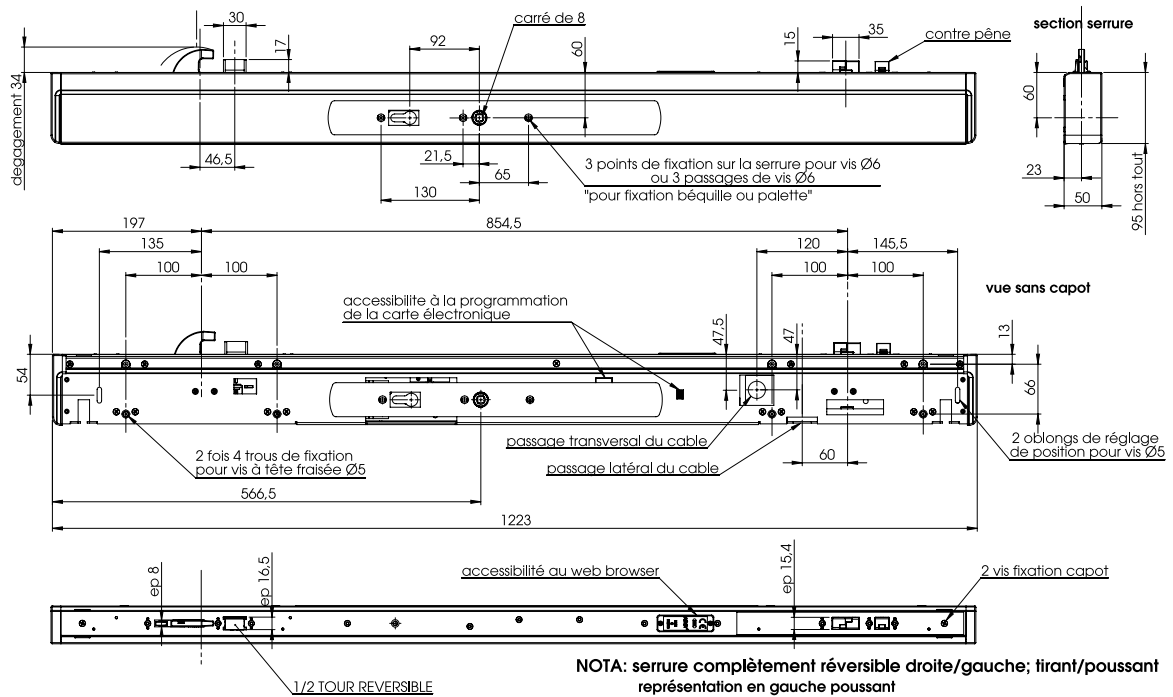 30
17
92
carré de 8
60
15
35
contre pêne
section serrure
degagement 34
46,5
21,5
65
130
3 points de fixation sur la serrure pour vis Ø6
ou 3 passages de vis Ø6
"pour fixation béquille ou palette"
60
23
50
95 hors tout
197
854,5
135
120
145,5
100
100
100
100
vue sans capot
accessibilite à la programmation
de la carte électronique
47,5
47
13
54
66
2 fois 4 trous de fixation
pour vis à tête fraisée Ø5
passage transversal du cable
passage latéral du cable
60
2 oblongs de réglage
de position pour vis Ø5
566,5
1223
ep 8
ep 16,5
accessibilité au web browser
ep 15,4
2 vis fixation capot
1/2 TOUR REVERSIBLE
NOTA: serrure complètement réversible droite/gauche; tirant/poussant
représentation en gauche poussant